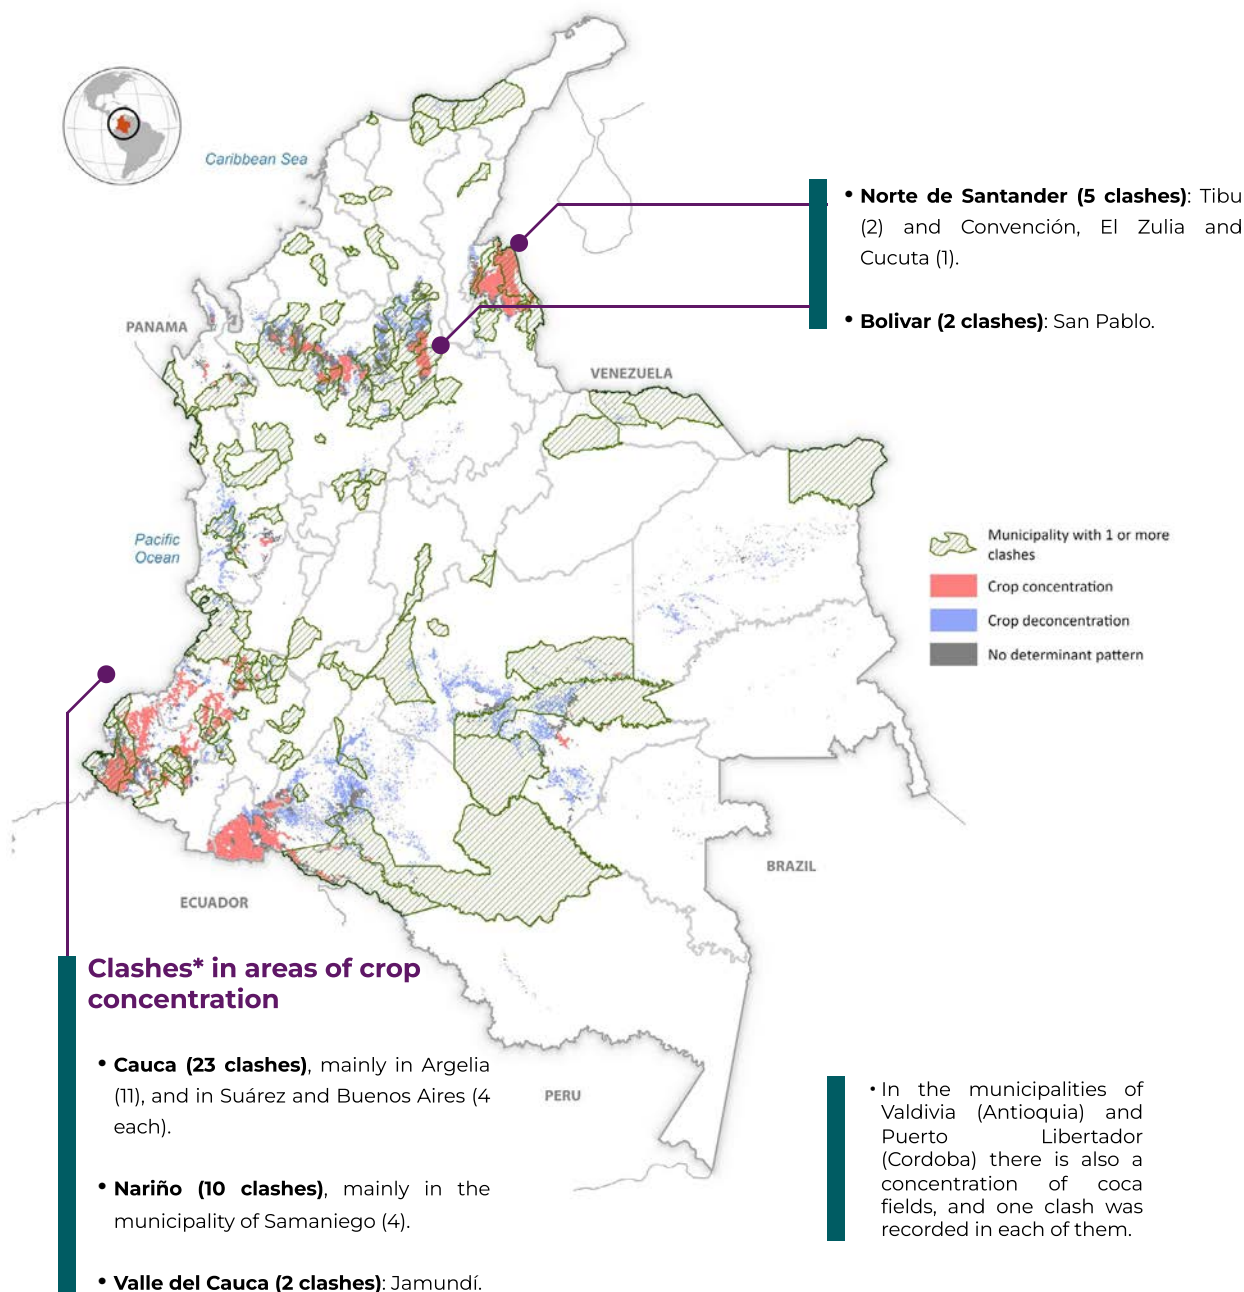 Caribbean Sea
• Norte de Santander (5 clashes): Tibu
(2) and Convención, El Zulia and
Cucuta (1).
• Bolivar (2 clashes): San Pablo.
PANAMA
VENEZUELA
Pacific
Ocean
Municipality with 1 or more
clashes
Crop concentration
Crop deconcentration
No determinant pattern
BRAZIL
ECUADOR
PERU
Clashes* in areas of crop
concentration
• Cauca (23 clashes), mainly in Argelia
(11), and in Suárez and Buenos Aires (4
each).
• Nariño (10 clashes), mainly in the
municipality of Samaniego (4).
• Valle del Cauca (2 clashes): Jamundí.
• In the municipalities of
Valdivia (Antioquia) and
Puerto Libertador
(Cordoba) there is also a
concentration of coca
fields, and one clash was
recorded in each of them.